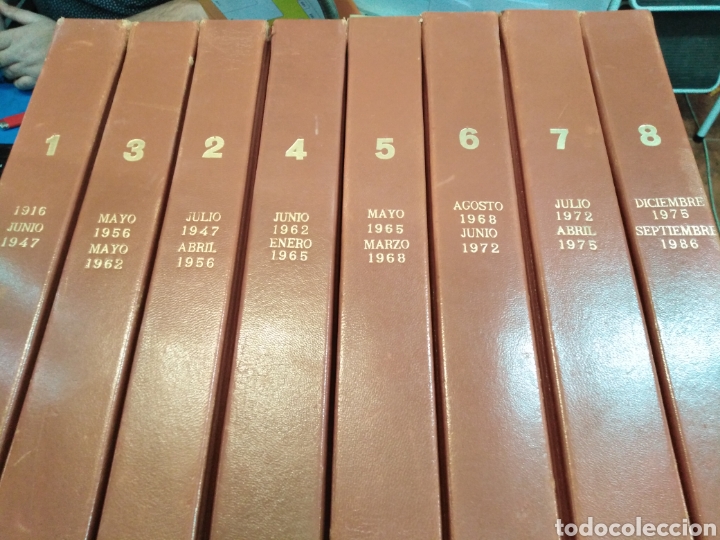 1
1916
JUNIO
1947
3
MAYO
1956
MAYO
1962
2
JULIO
1947
ABRIL
1956
4
JUNIO
1962
ENERO
1965
5
MAYO
1965
MARZO
1968
6
AGOSTO
1968
JUNIO
1972
7
JULIO
1972
ABRIL
1975
8
DICIEMBRE
1975
SEPTIEMBRE
1986
todocoleccion